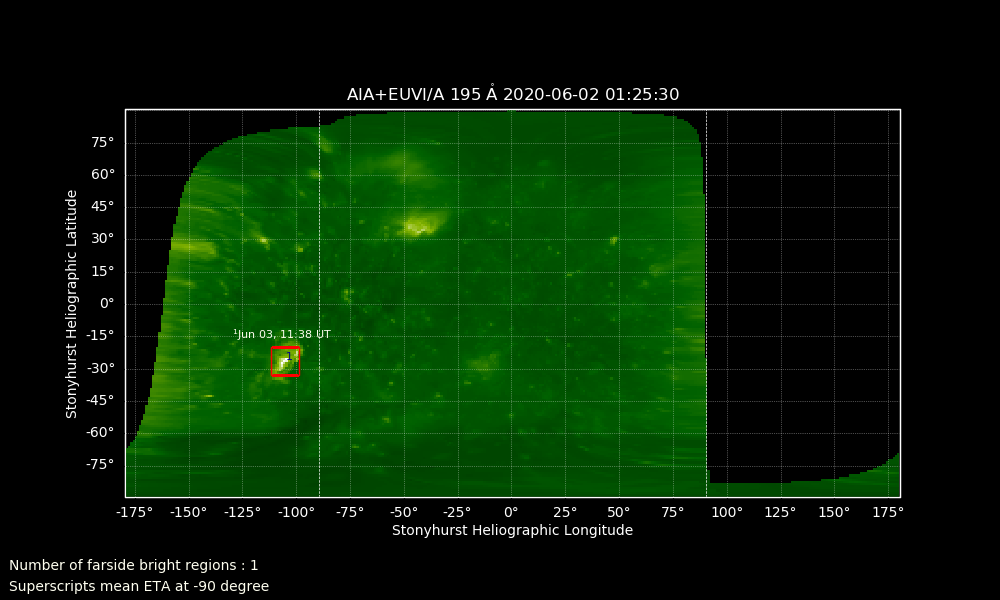 AIA+EUVI/A 195 Å 2020-06-02 01:25:30
Stonyhurst Heliographic Latitude
75°
60°
45°
30°
15°
0°
-15°
-30°
-45°
-60°
-75°
¹Jun 03, 11:38 UT
1
-175° -150° -125° -100° -75° -50° -25° 0° 25° 50° 75° 100° 125° 150° 175°
Stonyhurst Heliographic Longitude
Number of farside bright regions : 1
Superscripts mean ETA at -90 degree